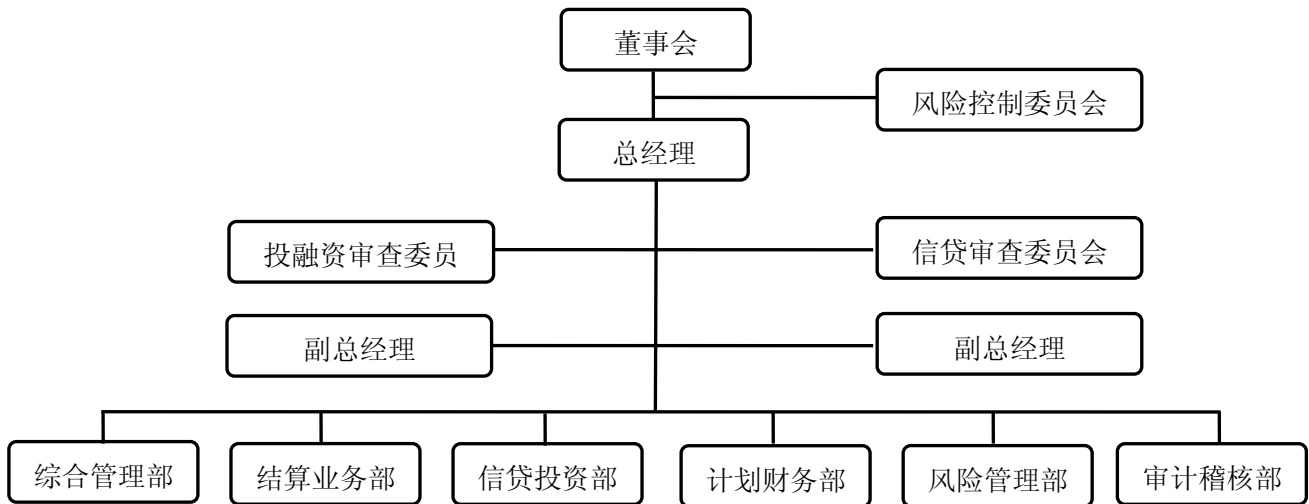 董事会
风险控制委员会
总经理
投融资审查委员
信贷审查委员会
副总经理
副总经理
综合管理部
结算业务部
信贷投资部
计划财务部
风险管理部
审计稽核部